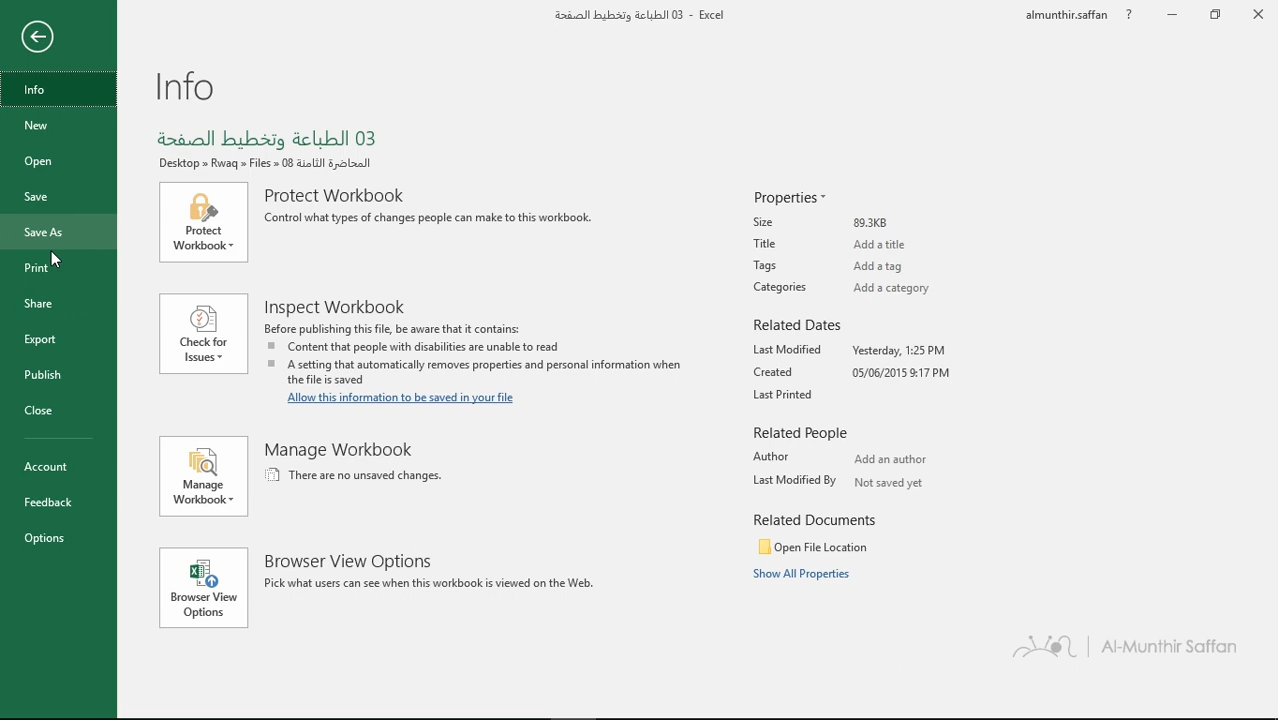 03 الطباعة وتخطيط الصفحة - Excel
almunthir.saffan
?
Info
New
Open
Save
Save As
Print
Share
Export
Publish
Close
Account
Feedback
Options
Info
03 الطباعة وتخطيط الصفحة
Desktop » Rwaq » Files » 08 المحاضرة الثامنة
Protect Workbook
Protect Workbook
Control what types of changes people can make to this workbook.
Check for Issues
Inspect Workbook
Before publishing this file, be aware that it contains:
Content that people with disabilities are unable to read
A setting that automatically removes properties and personal information when
the file is saved
Allow this information to be saved in your file
Manage Workbook
Manage Workbook
There are no unsaved changes.
Browser View Options
Browser View Options
Pick what users can see when this workbook is viewed on the Web.
Properties
Size 89.3KB
Title Add a title
Tags Add a tag
Categories Add a category
Related Dates
Last Modified Yesterday, 1:25 PM
Created 05/06/2015 9:17 PM
Last Printed
Related People
Author Add an author
Last Modified By Not saved yet
Related Documents
Open File Location
Show All Properties
Al-Munthir Saffan